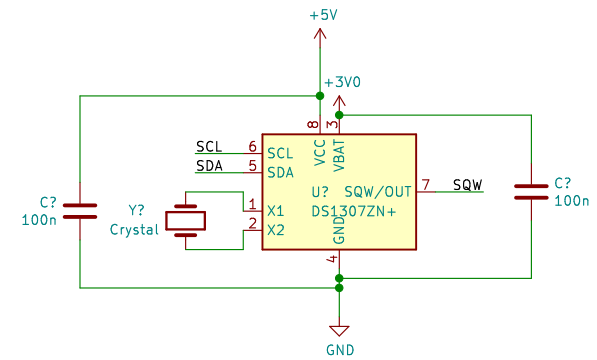 +5V
+3V0
8
3
SCL
6
SCL
VCC
VBAT
SDA
5
SDA
C?
100n
Y?
Crystal
1
X1
2
X2
U?
SQW/OUT
DS1307ZN+
GND
7
SQW
C?
100n
4
GND